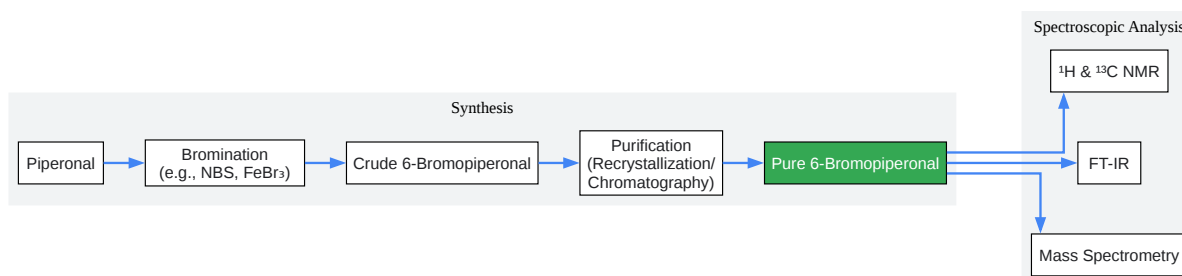 Spectroscopic Analysis
¹H & ¹³C NMR
Synthesis
Piperonal
Bromination
(e.g., NBS, FeBr₃)
Crude 6-Bromopiperonal
Purification
(Recrystallization/
Chromatography)
Pure 6-Bromopiperonal
FT-IR
Mass Spectrometry